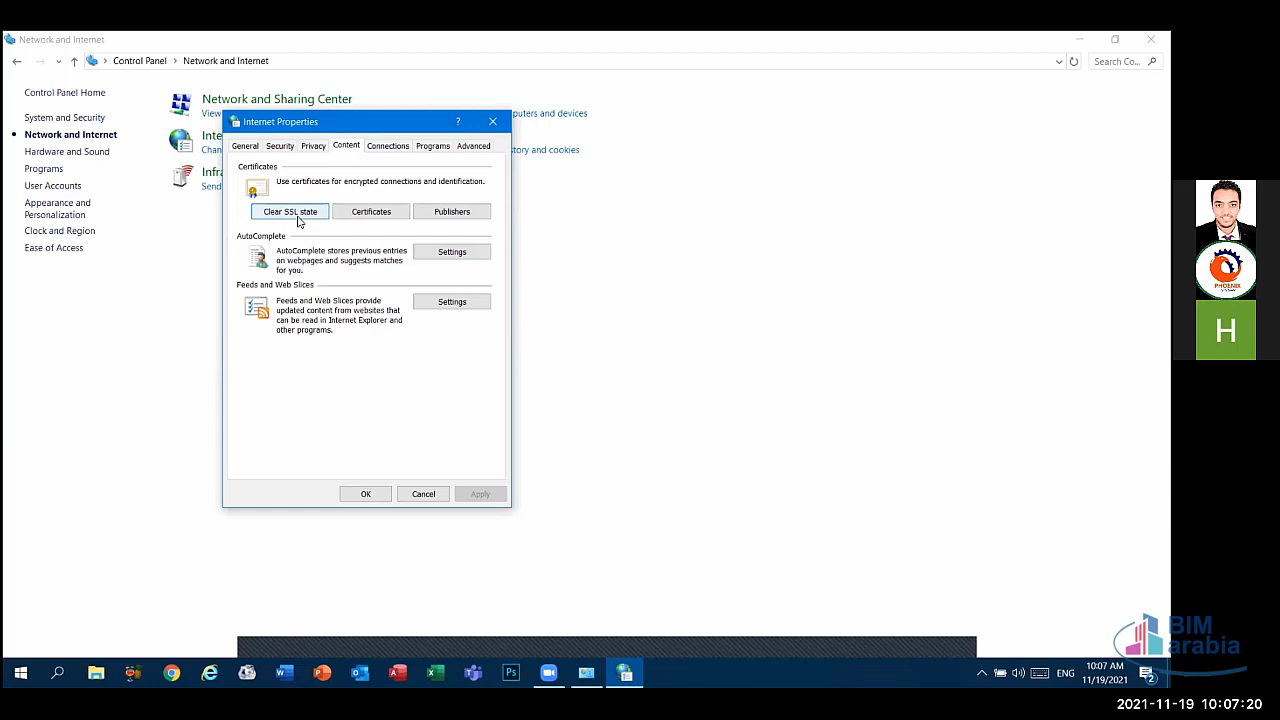 Network and Internet
Control Panel
Network and Internet
Search Co...
Control Panel Home
System and Security
Network and Internet
Hardware and Sound
Programs
User Accounts
Appearance and
Personalization
Clock and Region
Ease of Access
Network and Sharing Center
View
puters and devices
Inte
Chan
story and cookies
Infra
Send
Internet Properties
?
General
Security
Privacy
Content
Connections
Programs
Advanced
Certificates
Use certificates for encrypted connections and identification.
Clear SSL state
Certificates
Publishers
AutoComplete
AutoComplete stores previous entries
on webpages and suggests matches
for you.
Settings
Feeds and Web Slices
Feeds and Web Slices provide
updated content from websites that
can be read in Internet Explorer and
other programs.
Settings
OK
Cancel
Apply
PHOENIX
H
BIM
arabia
ENG
10:07 AM
11/19/2021
2
2021-11-19 10:07:20